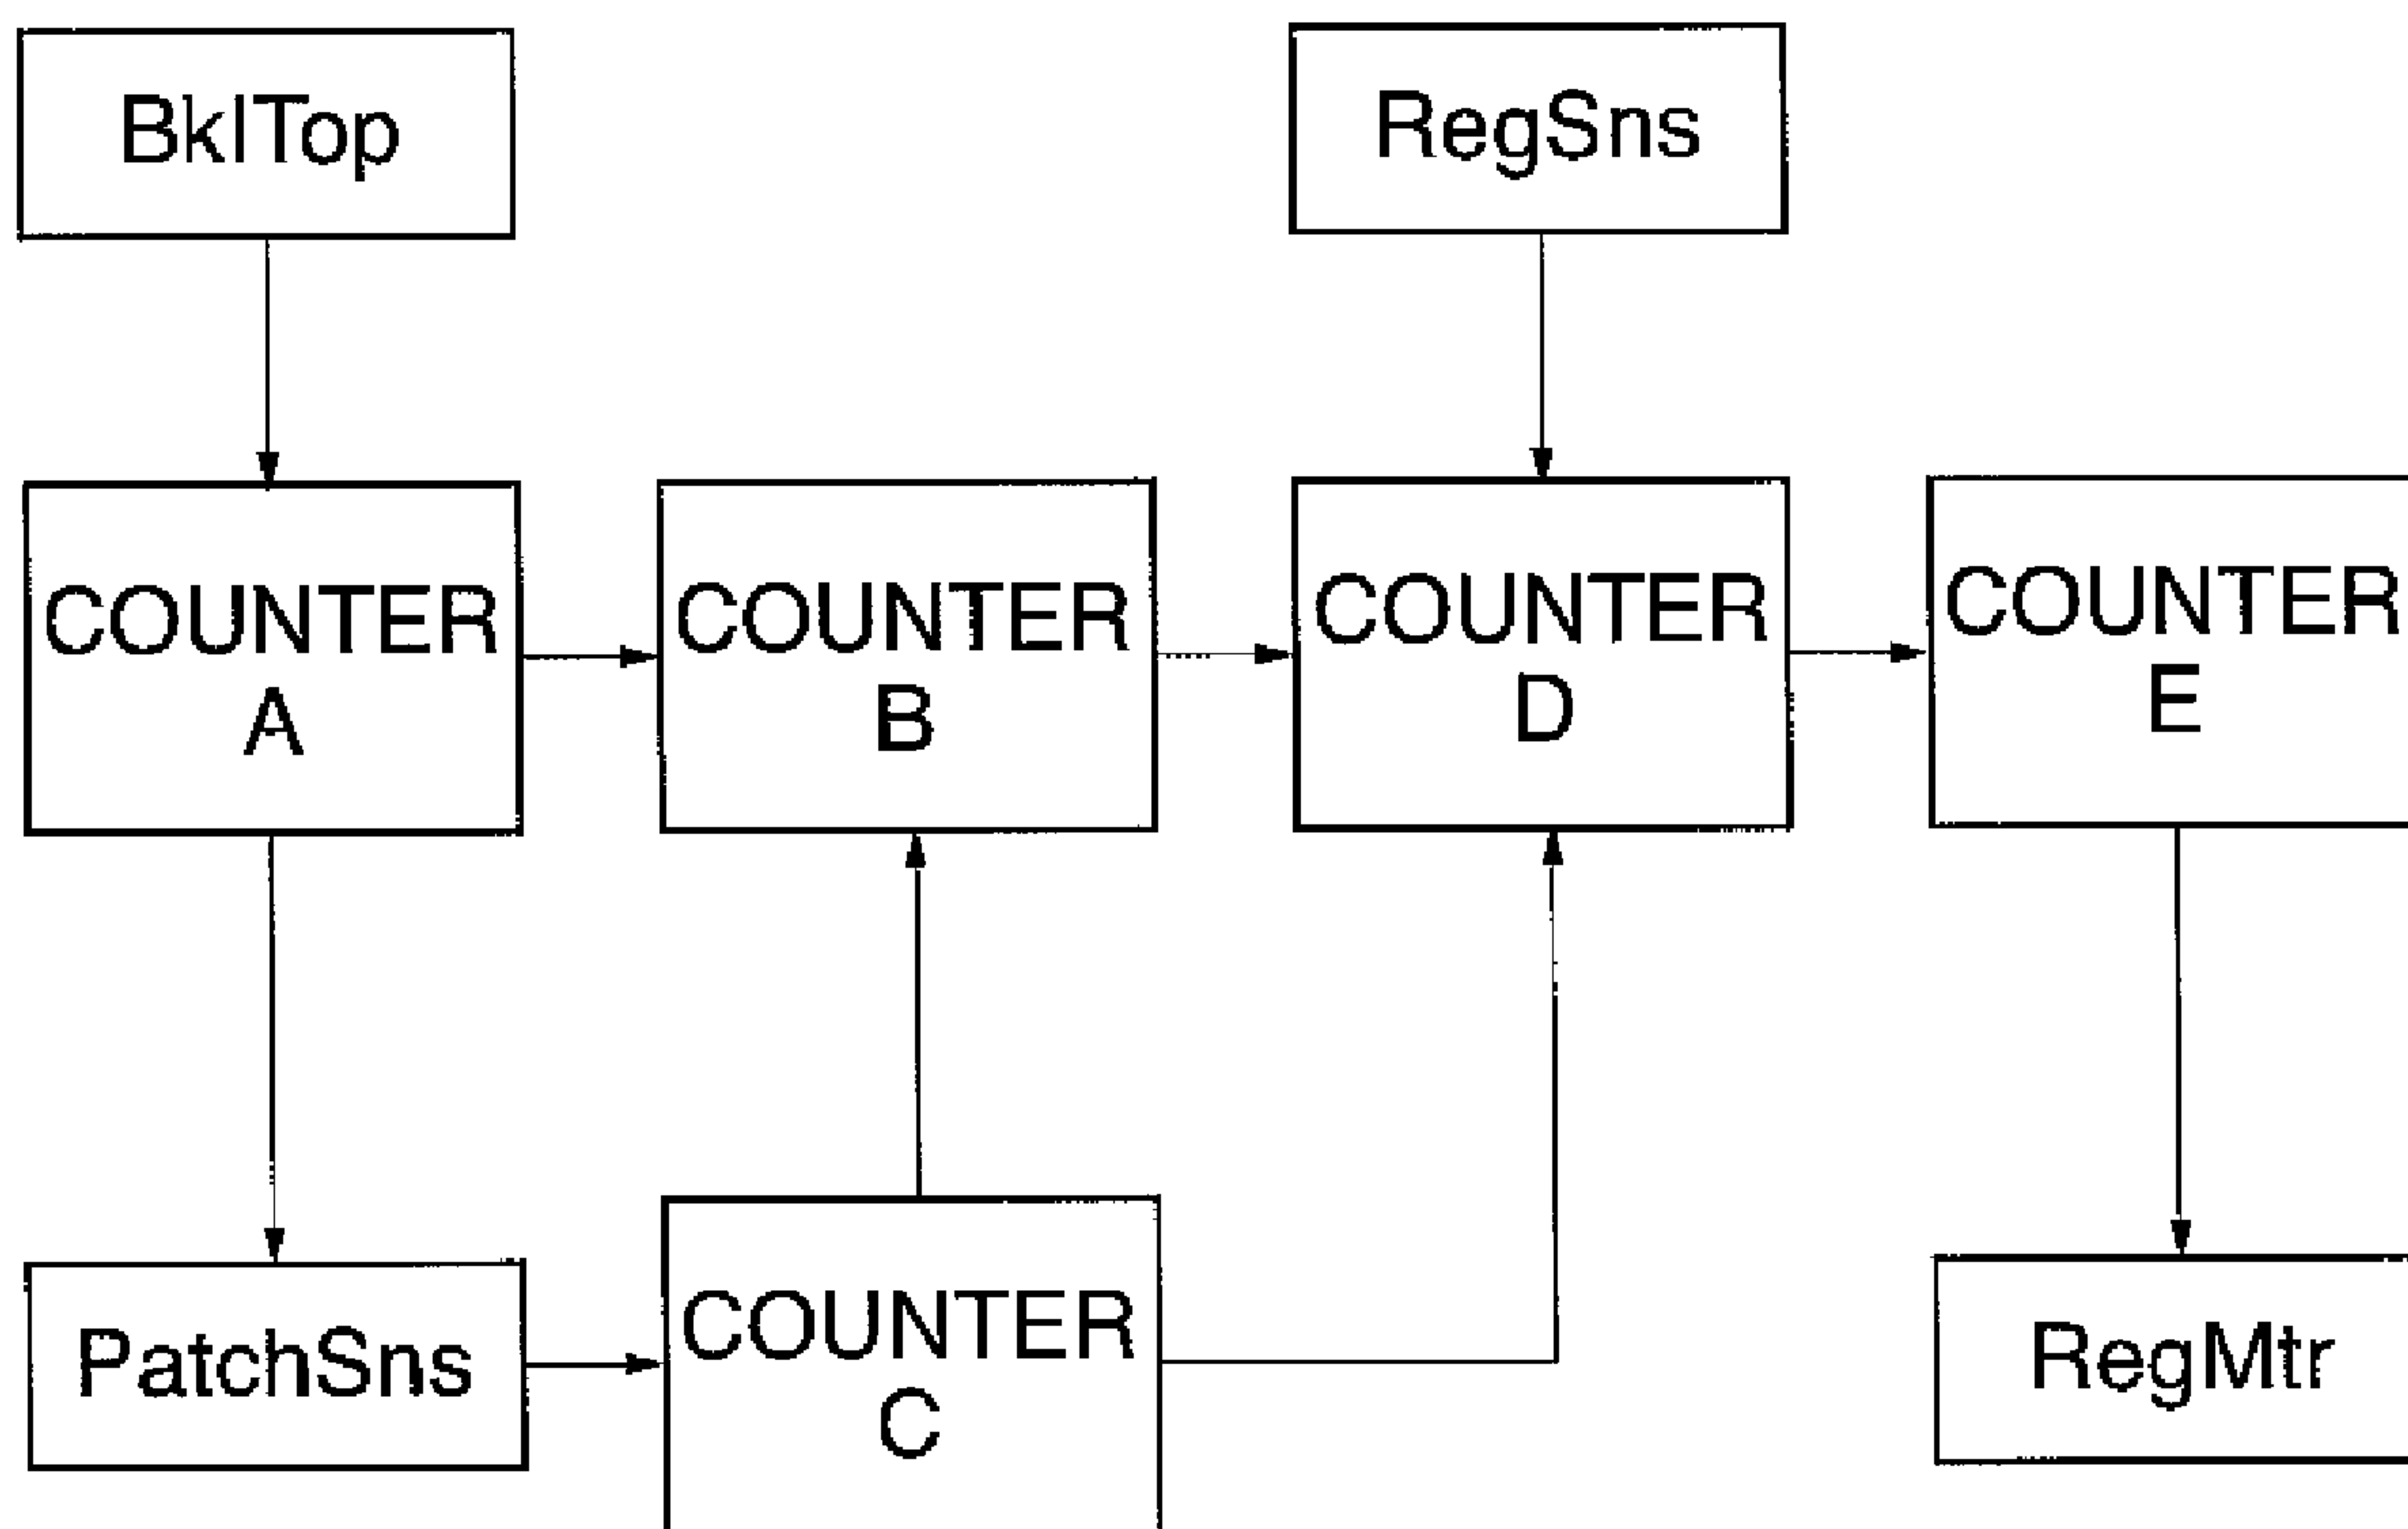 BklTop
RegSns
COUNTER
A
COUNTER
B
COUNTER
D
COUNTER
E
PatchSns
COUNTER
C
RegMtr